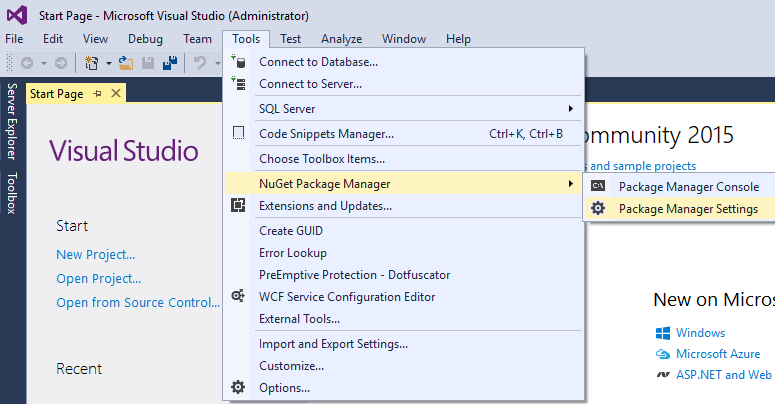 Start Page - Microsoft Visual Studio (Administrator)
File Edit View Debug Team Tools Test Analyze Window Help
Server Explorer
Toolbox
Start Page
Visual Studio
Start
New Project...
Open Project...
Open from Source Control...
Recent
Connect to Database...
Connect to Server...
SQL Server
Code Snippets Manager... Ctrl+K, Ctrl+B
Choose Toolbox Items...
NuGet Package Manager
Extensions and Updates...
Create GUID
Error Lookup
PreEmptive Protection - Dotfuscator
WCF Service Configuration Editor
External Tools...
Import and Export Settings...
Customize...
Options...
ommunity 2015
s and sample projects
C:\ Package Manager Console
Package Manager Settings
New on Micros
Windows
Microsoft Azure
ASP.NET and Web